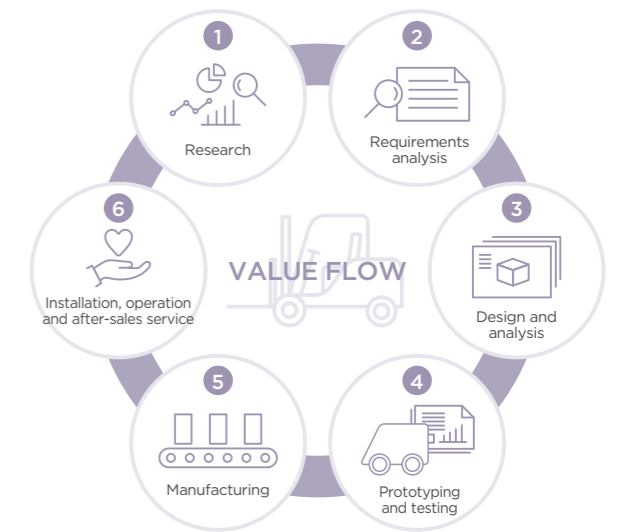 1
Research
2
Requirements
analysis
3
Design and
analysis
4
Prototyping
and testing
5
Manufacturing
6
Installation, operation
and after-sales service
VALUE FLOW